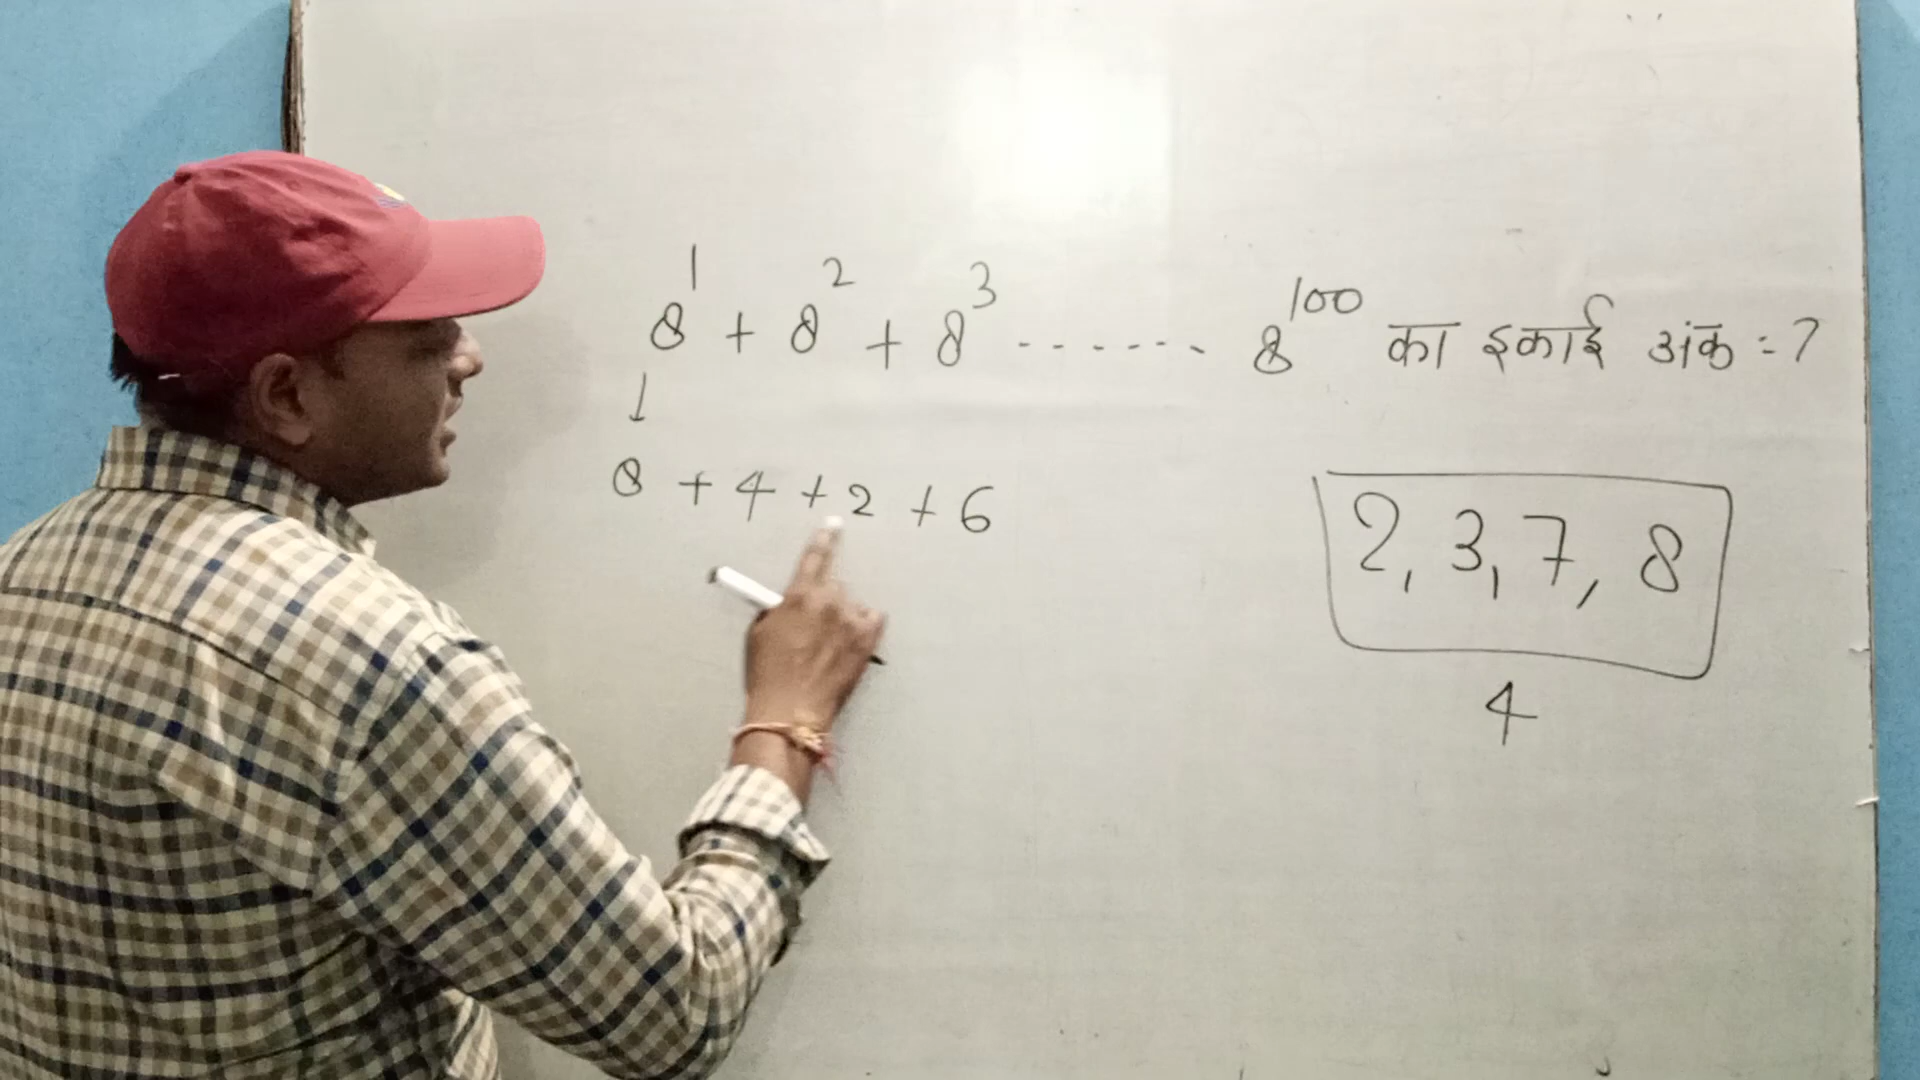 8¹ + 8² + 8³ ------- 8¹⁰⁰ का इकाई अंक = ?
↓
8 + 4 + 2 + 6
2, 3, 7, 8
4